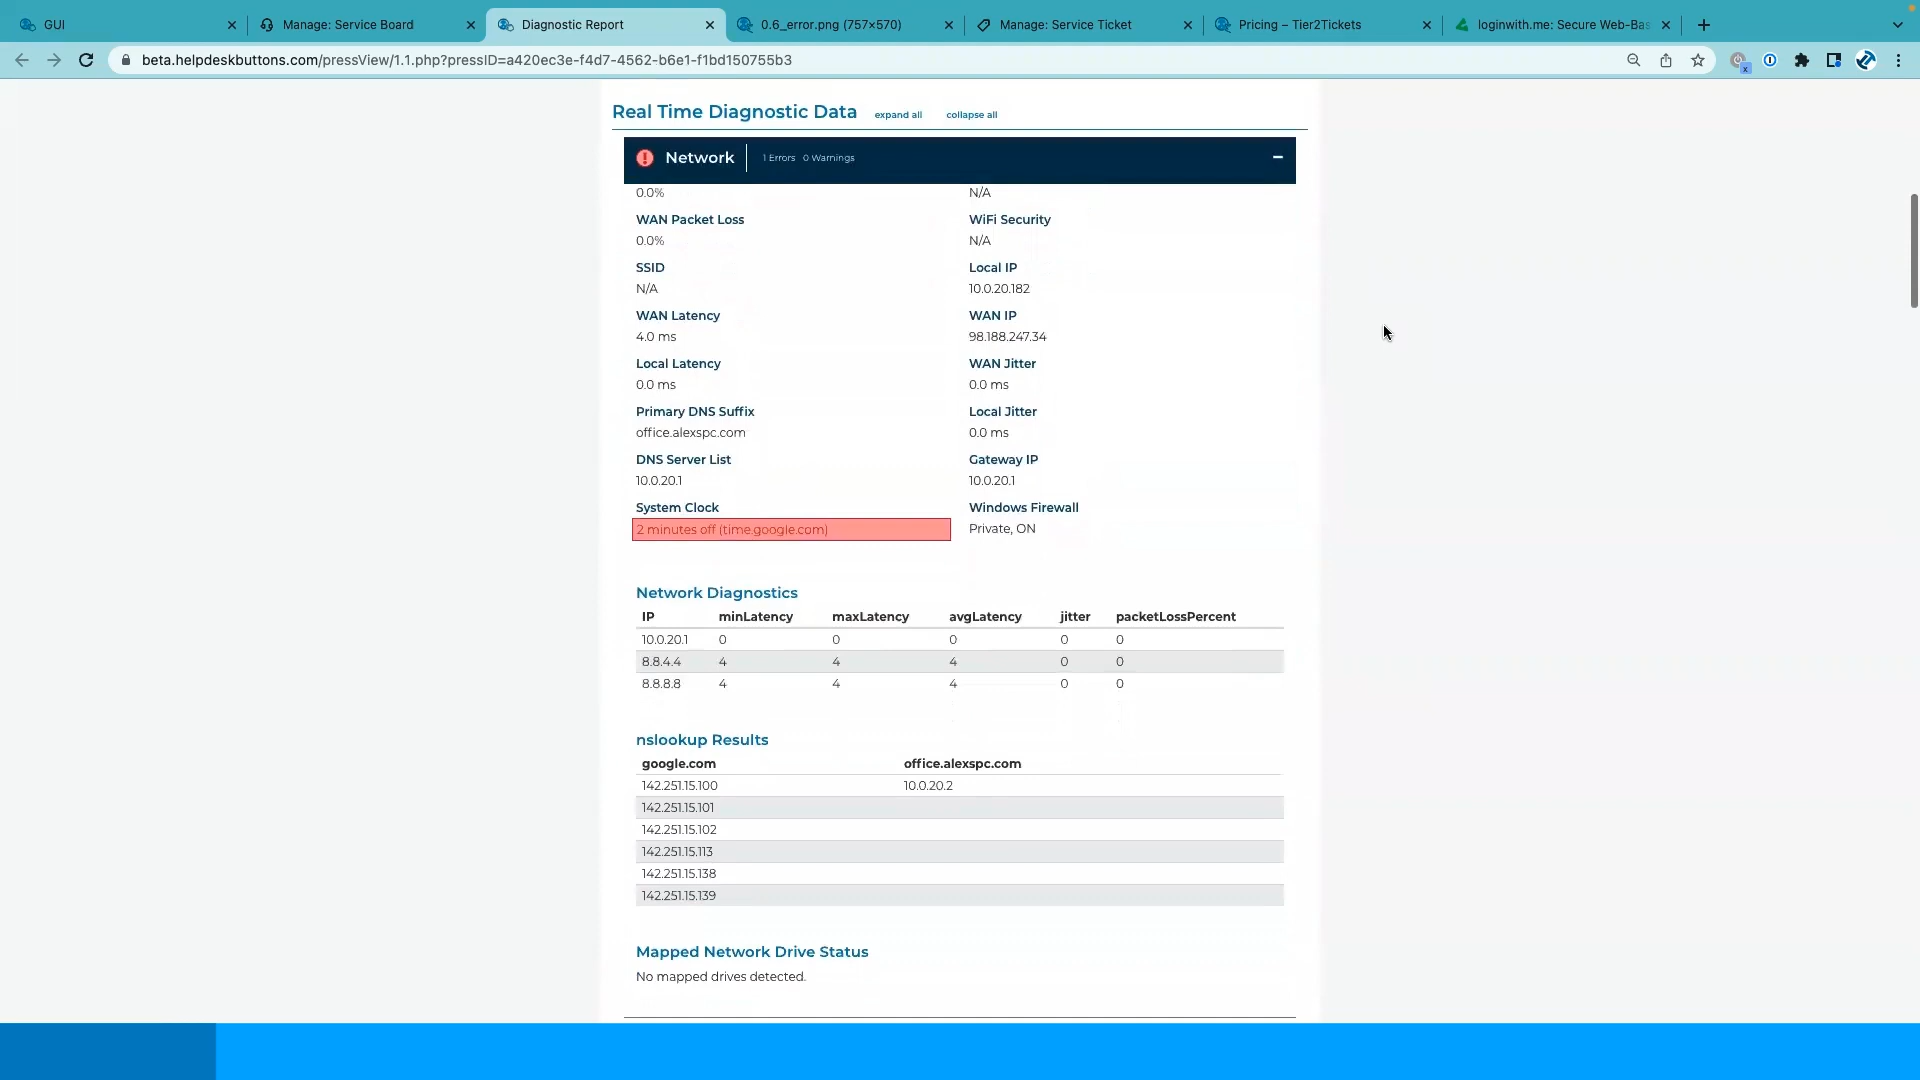 GUI
Manage: Service Board
Diagnostic Report
0.6_error.png (757×570)
Manage: Service Ticket
Pricing – Tier2Tickets
loginwith.me: Secure Web-Bas
beta.helpdeskbuttons.com/pressView/1.1.php?pressID=a420ec3e-f4d7-4562-b6e1-f1bd150755b3
Real Time Diagnostic Data expand all collapse all
Network 1 Errors 0 Warnings
0.0% N/A
WAN Packet Loss WiFi Security
0.0% N/A
SSID Local IP
N/A 10.0.20.182
WAN Latency WAN IP
4.0 ms 98.188.247.34
Local Latency WAN Jitter
0.0 ms 0.0 ms
Primary DNS Suffix Local Jitter
office.alexspc.com 0.0 ms
DNS Server List Gateway IP
10.0.20.1 10.0.20.1
System Clock Windows Firewall
2 minutes off (time.google.com) Private, ON
Network Diagnostics
IP minLatency maxLatency avgLatency jitter packetLossPercent
10.0.20.1 0 0 0 0 0
8.8.4.4 4 4 4 0 0
8.8.8.8 4 4 4 0 0
nslookup Results
google.com office.alexspc.com
142.251.15.100 10.0.20.2
142.251.15.101
142.251.15.102
142.251.15.113
142.251.15.138
142.251.15.139
Mapped Network Drive Status
No mapped drives detected.